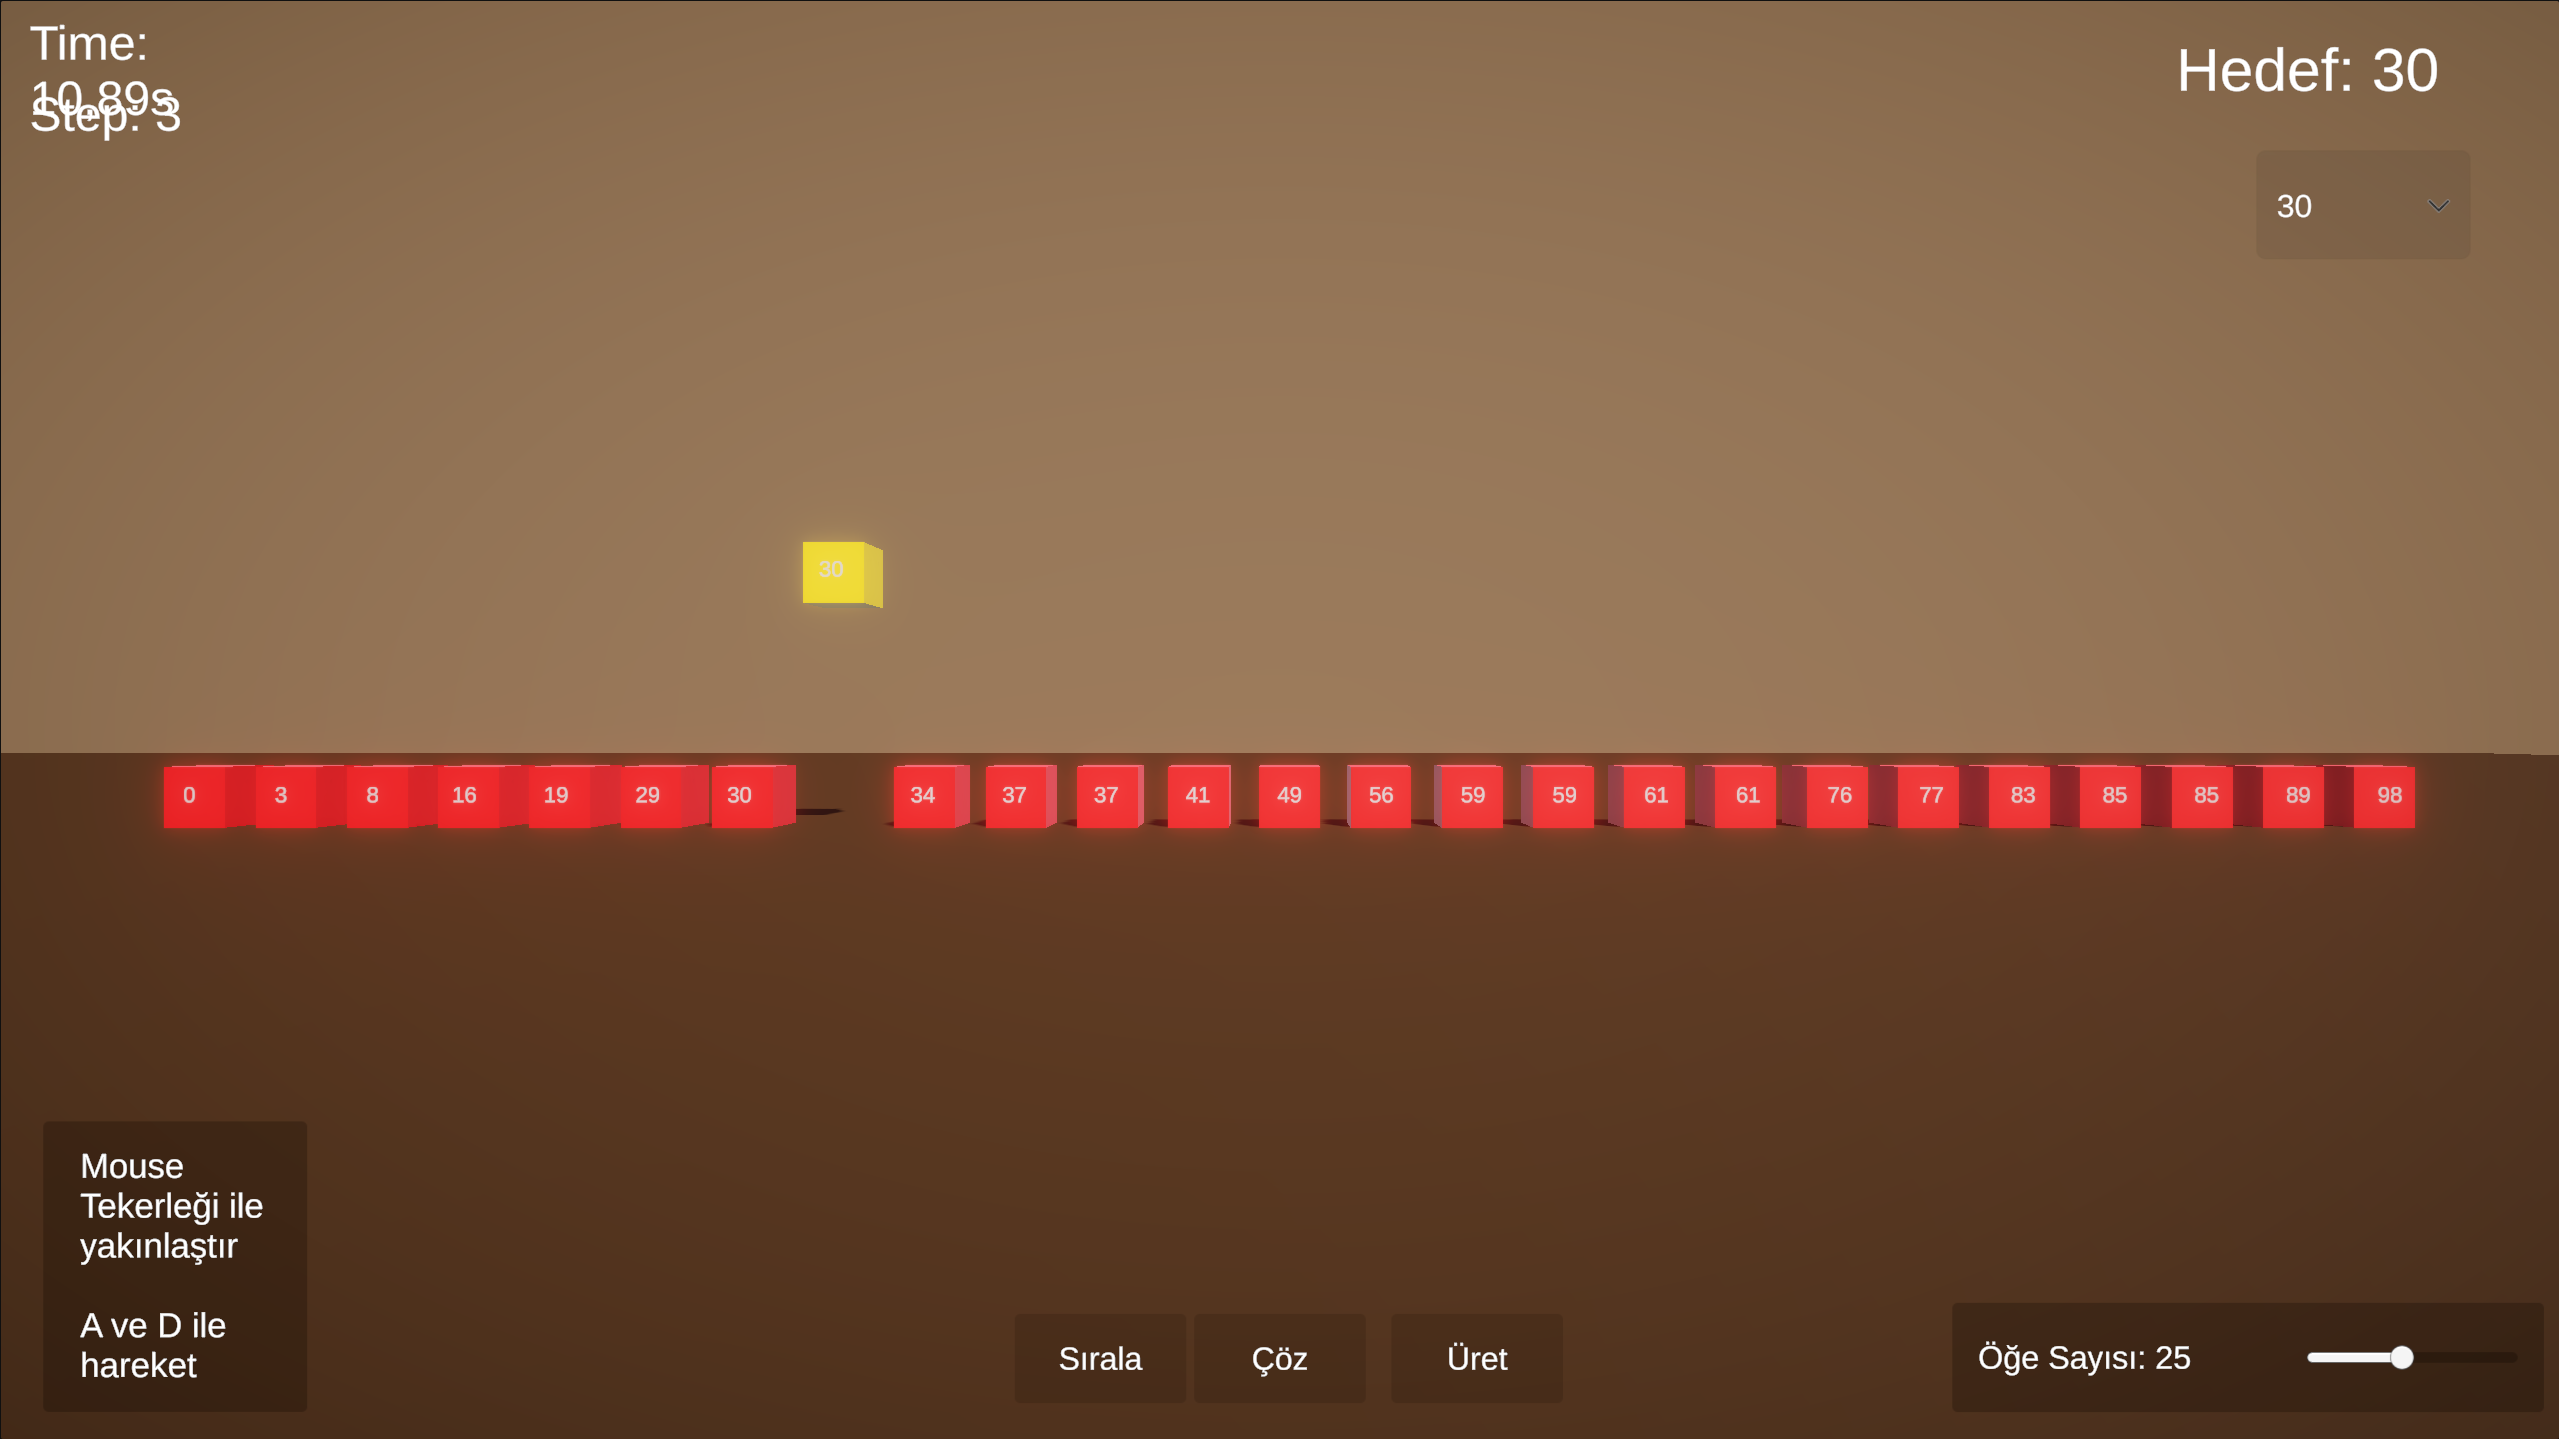 Time:
10,89s
Step: 3
Hedef: 30
30
30
0 3 8 16 19 29 30 34 37 37 41 49 56 59 59 61 61 76 77 83 85 85 89 98
Mouse
Tekerleği ile
yakınlaştır
A ve D ile
hareket
Sırala Çöz Üret
Öğe Sayısı: 25